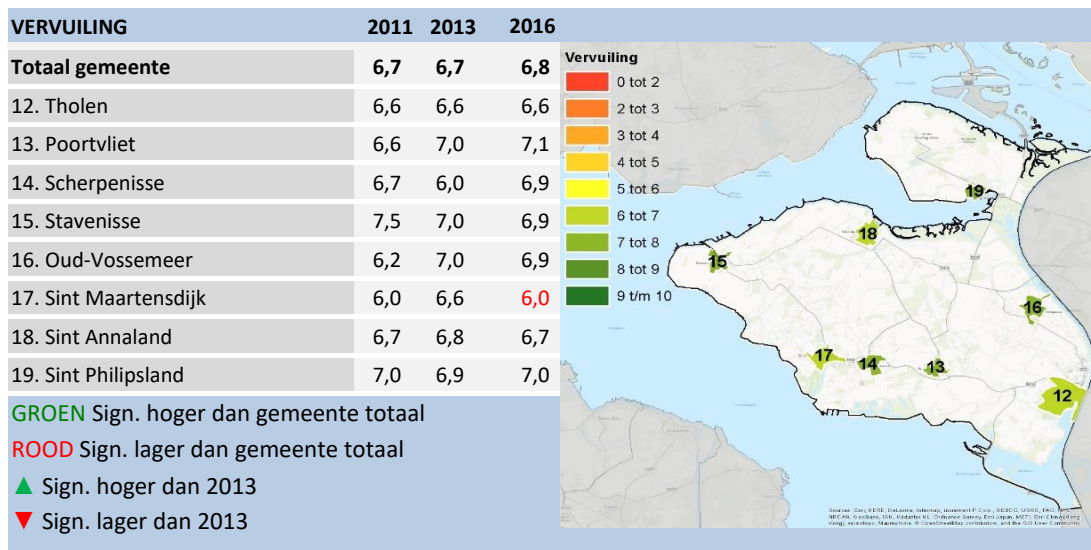 VERVUILING 2011 2013 2016
Totaal gemeente 6,7 6,7 6,8
12. Tholen 6,6 6,6 6,6
13. Poortvliet 6,6 7,0 7,1
14. Scherpenisse 6,7 6,0 6,9
15. Stavenisse 7,5 7,0 6,9
16. Oud-Vossemeer 6,2 7,0 6,9
17. Sint Maartensdijk 6,0 6,6 6,0
18. Sint Annaland 6,7 6,8 6,7
19. Sint Philipsland 7,0 6,9 7,0
GROEN Sign. hoger dan gemeente totaal
ROOD Sign. lager dan gemeente totaal
▲ Sign. hoger dan 2013
▼ Sign. lager dan 2013
Vervuiling
0 tot 2
2 tot 3
3 tot 4
4 tot 5
5 tot 6
6 tot 7
7 tot 8
8 tot 9
9 t/m 10
19
18
15
16
17
14
13
12